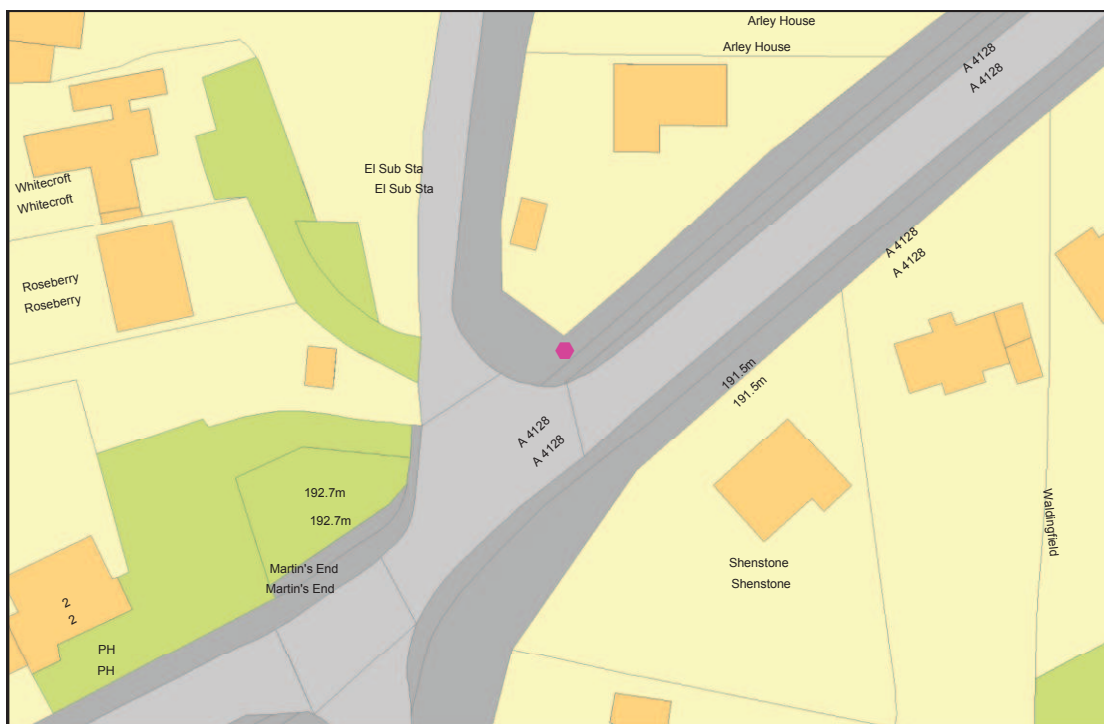 Arley House
Arley House
A 4128
A 4128
El Sub Sta
El Sub Sta
Whitecroft
Whitecroft
A 4128
A 4128
Roseberry
Roseberry
191.5m
191.5m
A 4128
A 4128
192.7m
192.7m
Waldingfield
Martin's End
Martin's End
Shenstone
Shenstone
2
2
PH
PH